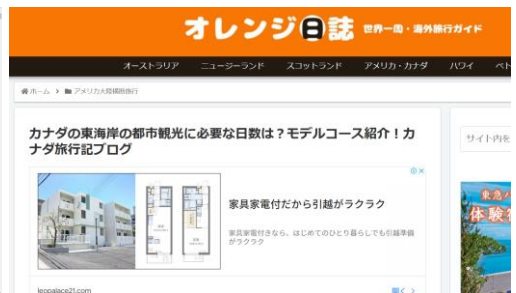 オレンジ日誌 世界一周・海外旅行ガイド
オーストラリア ニュージーランド スコットランド アメリカ・カナダ ハワイ ベト
ホーム アメリカ大陸横断旅行
カナダの東海岸の都市観光に必要な日数は？モデルコース紹介！カ
ナダ旅行記ブログ
サイト内を
家具家電付だから引越がラクラク
家具家電付きなら、はじめてのひとり暮らしでも引越準備
がラクラク
leopalace21.com
開く
東急バ
体験宿